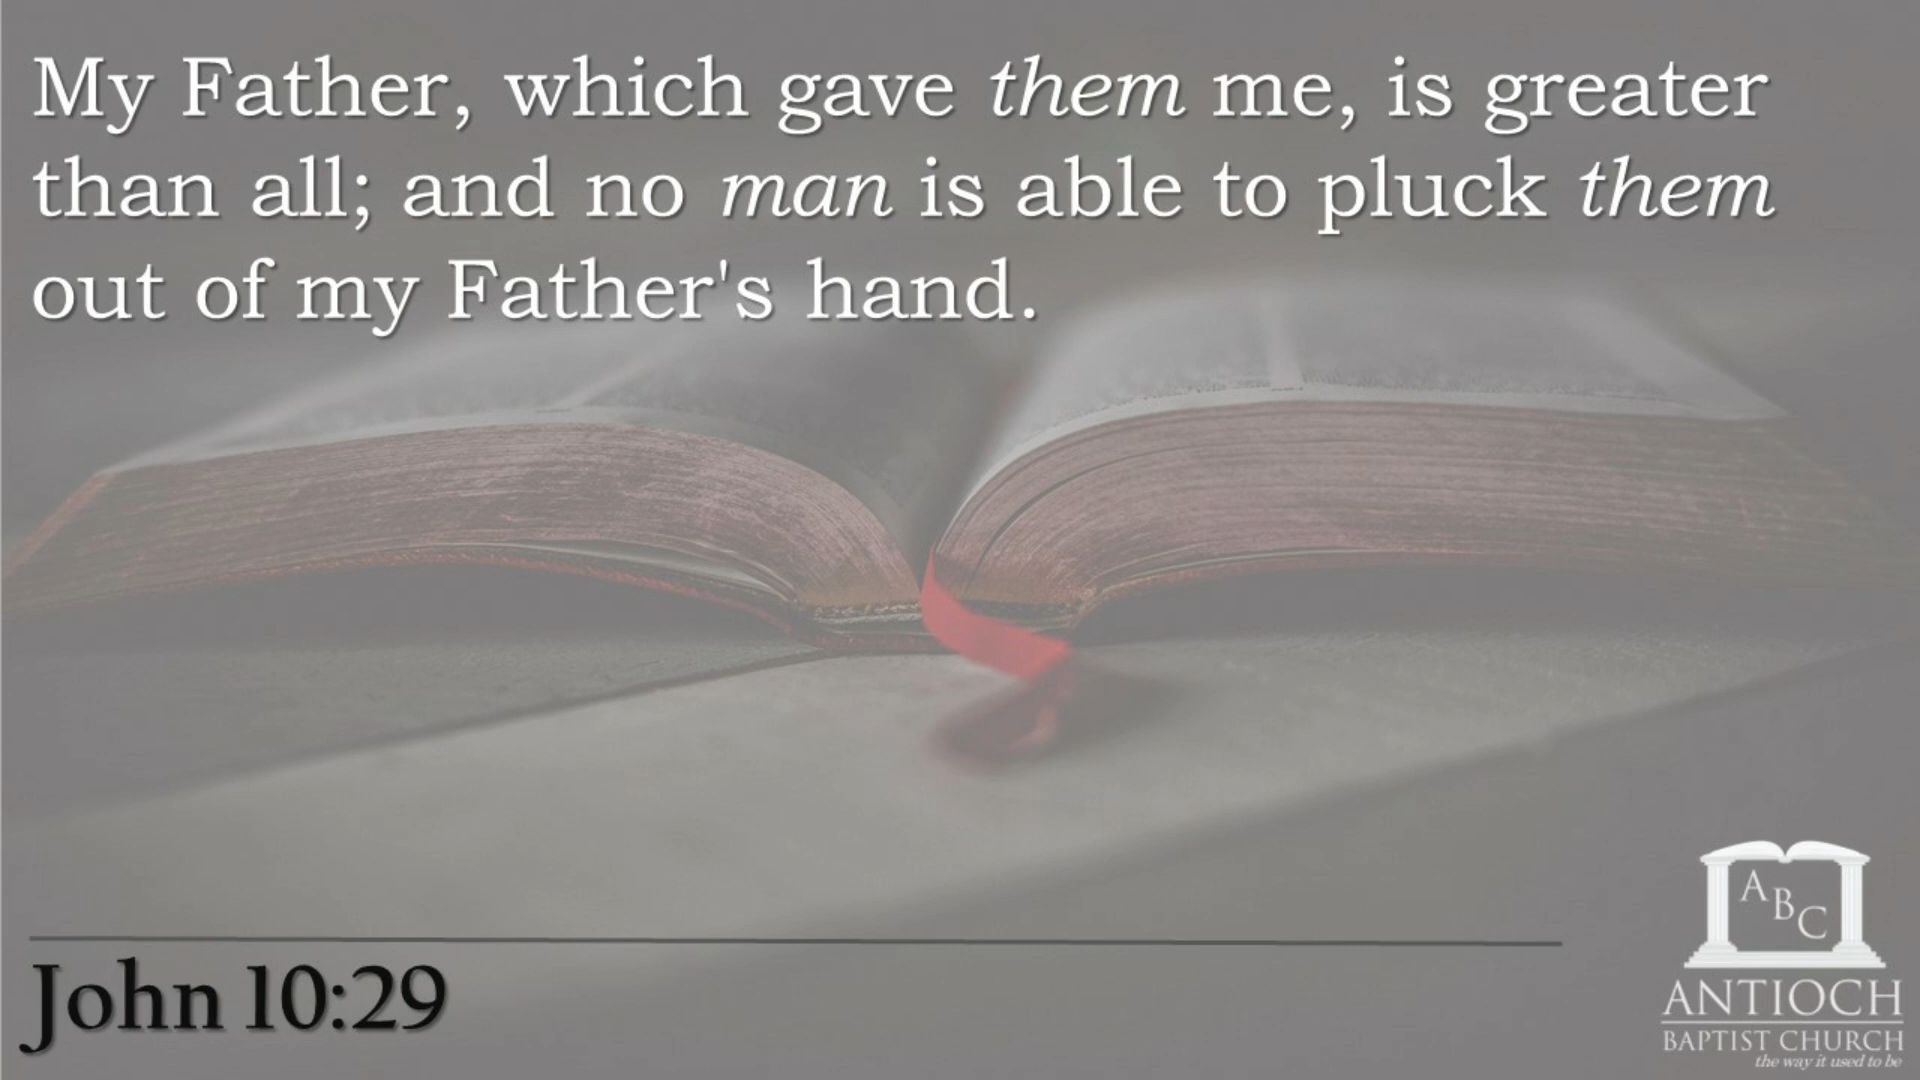 My Father, which gave them me, is greater
than all; and no man is able to pluck them
out of my Father's hand.
John 10:29
A B C
ANTIOCH
BAPTIST CHURCH
the way it used to be